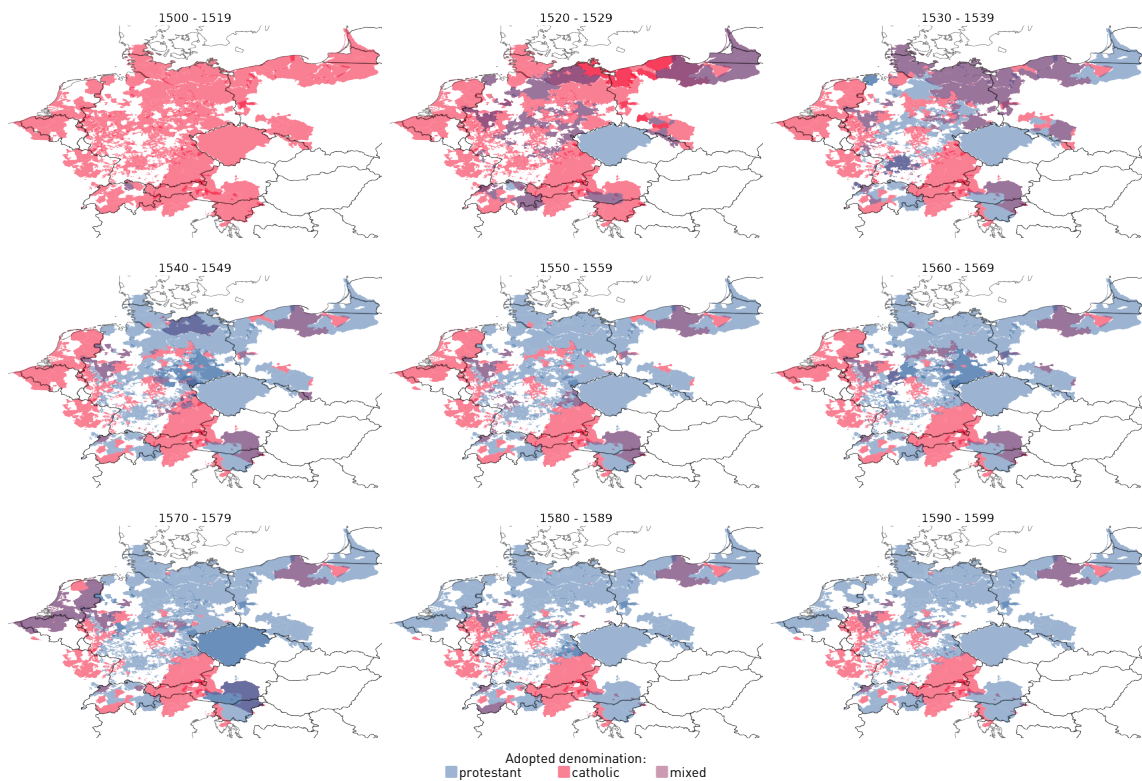 1500 - 1519
1520 - 1529
1530 - 1539
1540 - 1549
1550 - 1559
1560 - 1569
1570 - 1579
1580 - 1589
1590 - 1599
Adopted denomination:
protestant catholic mixed